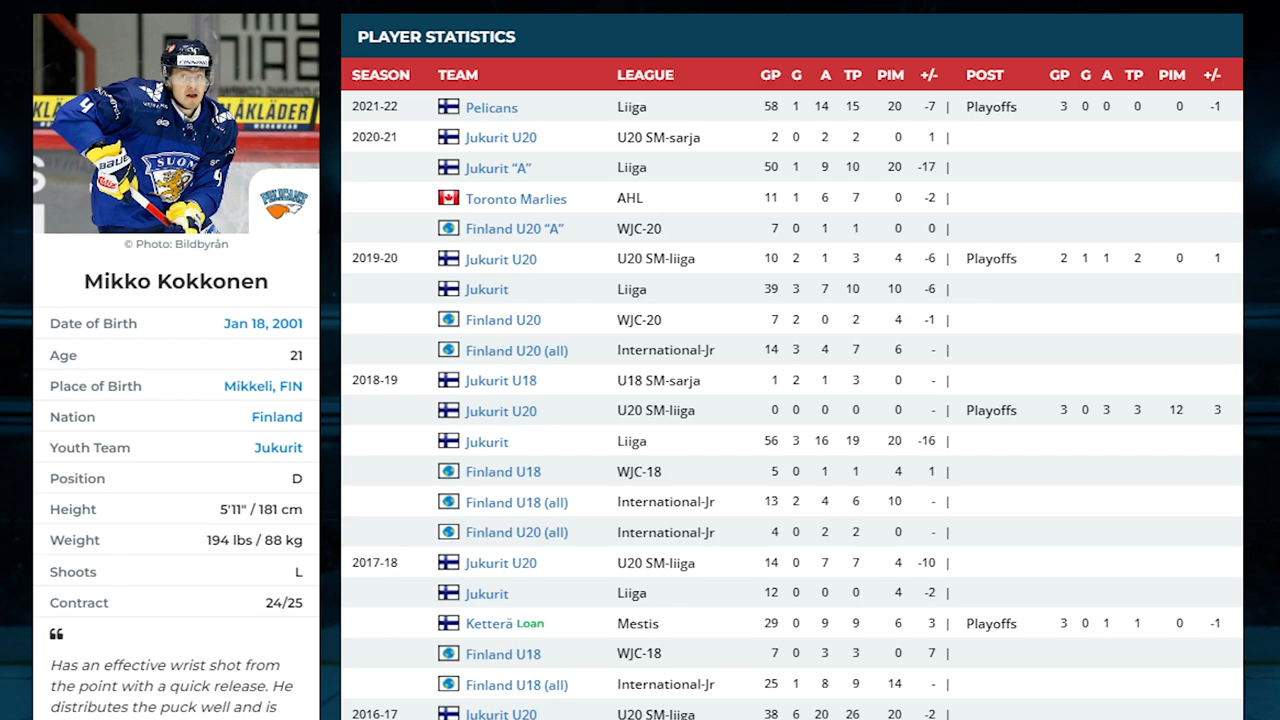 PLAYER STATISTICS
SEASON TEAM LEAGUE GP G A TP PIM +/- POST GP G A TP PIM +/-
2021-22 Pelicans Liiga 58 1 14 15 20 -7 | Playoffs 3 0 0 0 0 -1
2020-21 Jukurit U20 U20 SM-sarja 2 0 2 2 0 1 |
Jukurit “A” Liiga 50 1 9 10 20 -17 |
Toronto Marlies AHL 11 1 6 7 0 -2 |
Finland U20 “A” WJC-20 7 0 1 1 0 0 |
2019-20 Jukurit U20 U20 SM-liiga 10 2 1 3 4 -6 | Playoffs 2 1 1 2 0 1
Jukurit Liiga 39 3 7 10 10 -6 |
Finland U20 WJC-20 7 2 0 2 4 -1 |
Finland U20 (all) International-Jr 14 3 4 7 6 - |
2018-19 Jukurit U18 U18 SM-sarja 1 2 1 3 0 - |
Jukurit U20 U20 SM-liiga 0 0 0 0 0 - | Playoffs 3 0 3 3 12 3
Jukurit Liiga 56 3 16 19 20 -16 |
Finland U18 WJC-18 5 0 1 1 4 1 |
Finland U18 (all) International-Jr 13 2 4 6 10 - |
Finland U20 (all) International-Jr 4 0 2 2 0 - |
2017-18 Jukurit U20 U20 SM-liiga 14 0 7 7 4 -10 |
Jukurit Liiga 12 0 0 0 4 -2 |
Ketterä Loan Mestis 29 0 9 9 6 3 | Playoffs 3 0 1 1 0 -1
Finland U18 WJC-18 7 0 3 3 0 7 |
Finland U18 (all) International-Jr 25 1 8 9 14 - |
2016-17 Jukurit U20 U20 SM-liiga 38 6 20 26 20 -2 |
4
SUOMI
BAUER
PELICANS
© Photo: Bildbyrån
Mikko Kokkonen
Date of Birth Jan 18, 2001
Age 21
Place of Birth Mikkeli, FIN
Nation Finland
Youth Team Jukurit
Position D
Height 5'11" / 181 cm
Weight 194 lbs / 88 kg
Shoots L
Contract 24/25
“
Has an effective wrist shot from
the point with a quick release. He
distributes the puck well and is